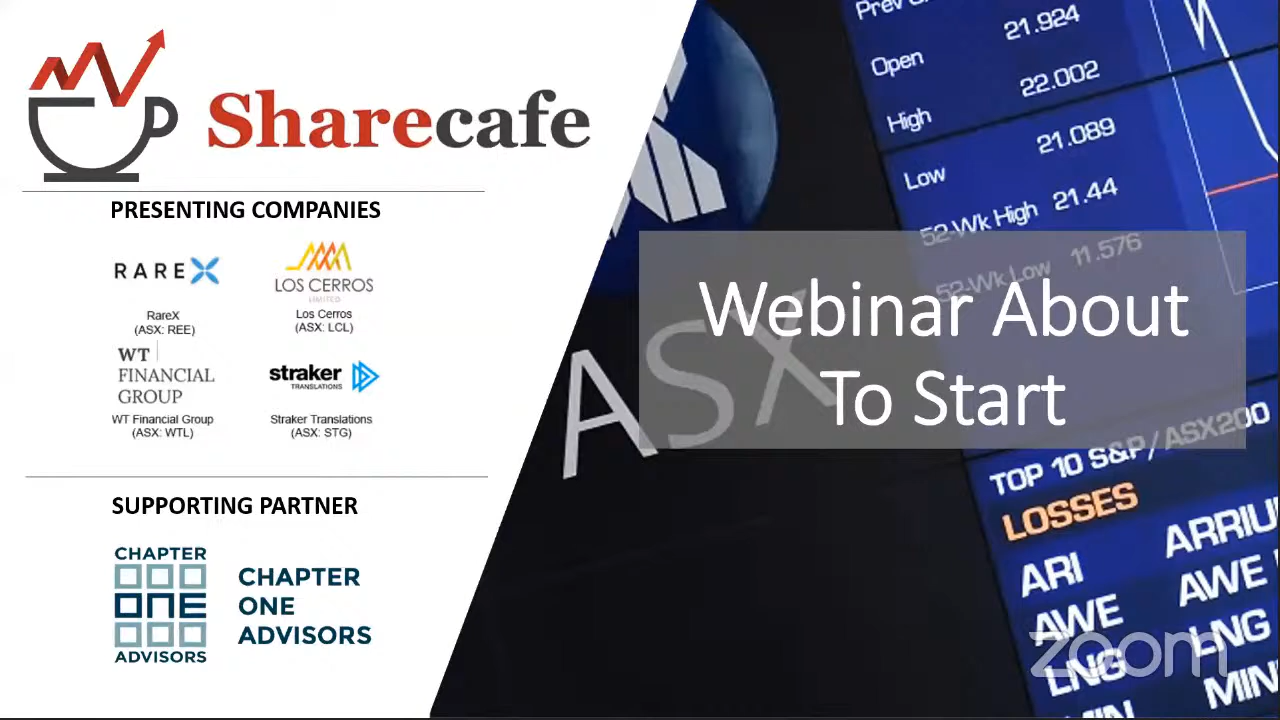 Sharecafe
PRESENTING COMPANIES
RAREX
LOS CERROS
LIMITED
RareX
(ASX: REE)
Los Cerros
(ASX: LCL)
WT
FINANCIAL
GROUP
straker
TRANSLATIONS
WT Financial Group
(ASX: WTL)
Straker Translations
(ASX: STG)
SUPPORTING PARTNER
CHAPTER
ONE
ADVISORS
CHAPTER
ONE
ADVISORS
Webinar About
To Start
ASX
Open 21.924
High 22.002
Low 21.089
52-Wk High 21.44
52-Wk Low 11.576
TOP 10 S&P/ASX200
LOSSES
ARI
AWE AWE
LNG LNG
zoom